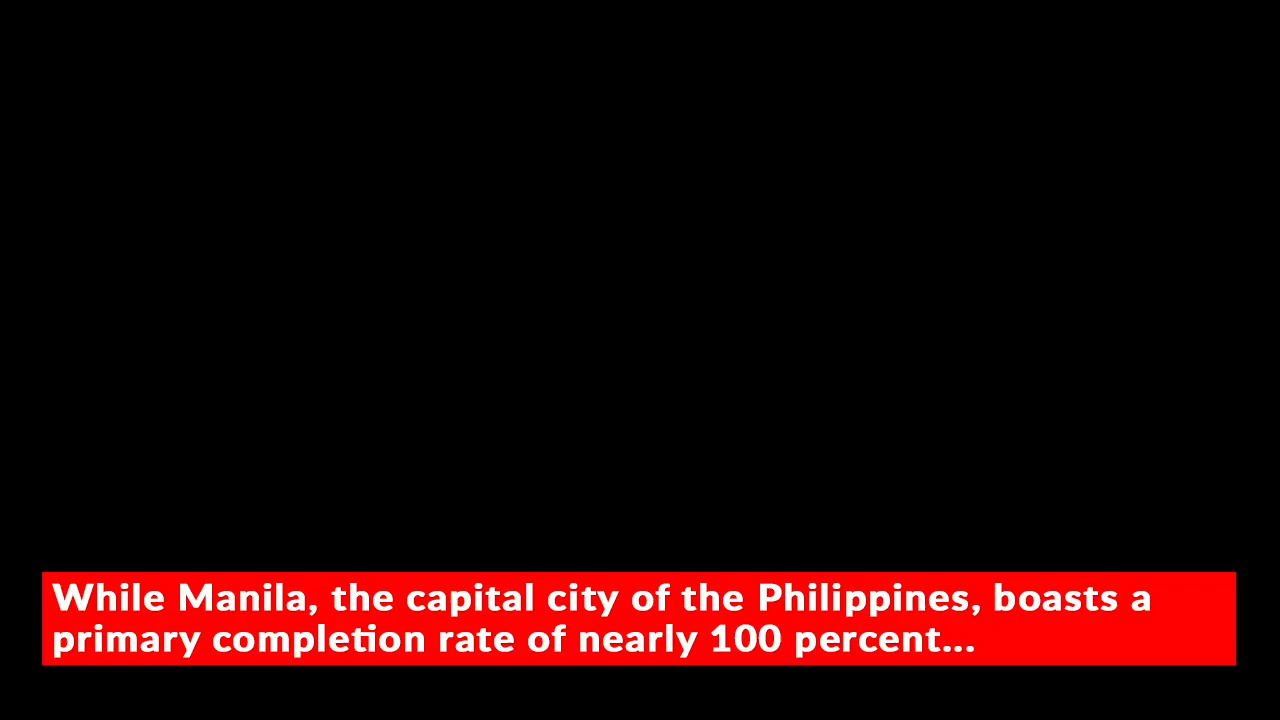 While Manila, the capital city of the Philippines, boasts a
primary completion rate of nearly 100 percent...